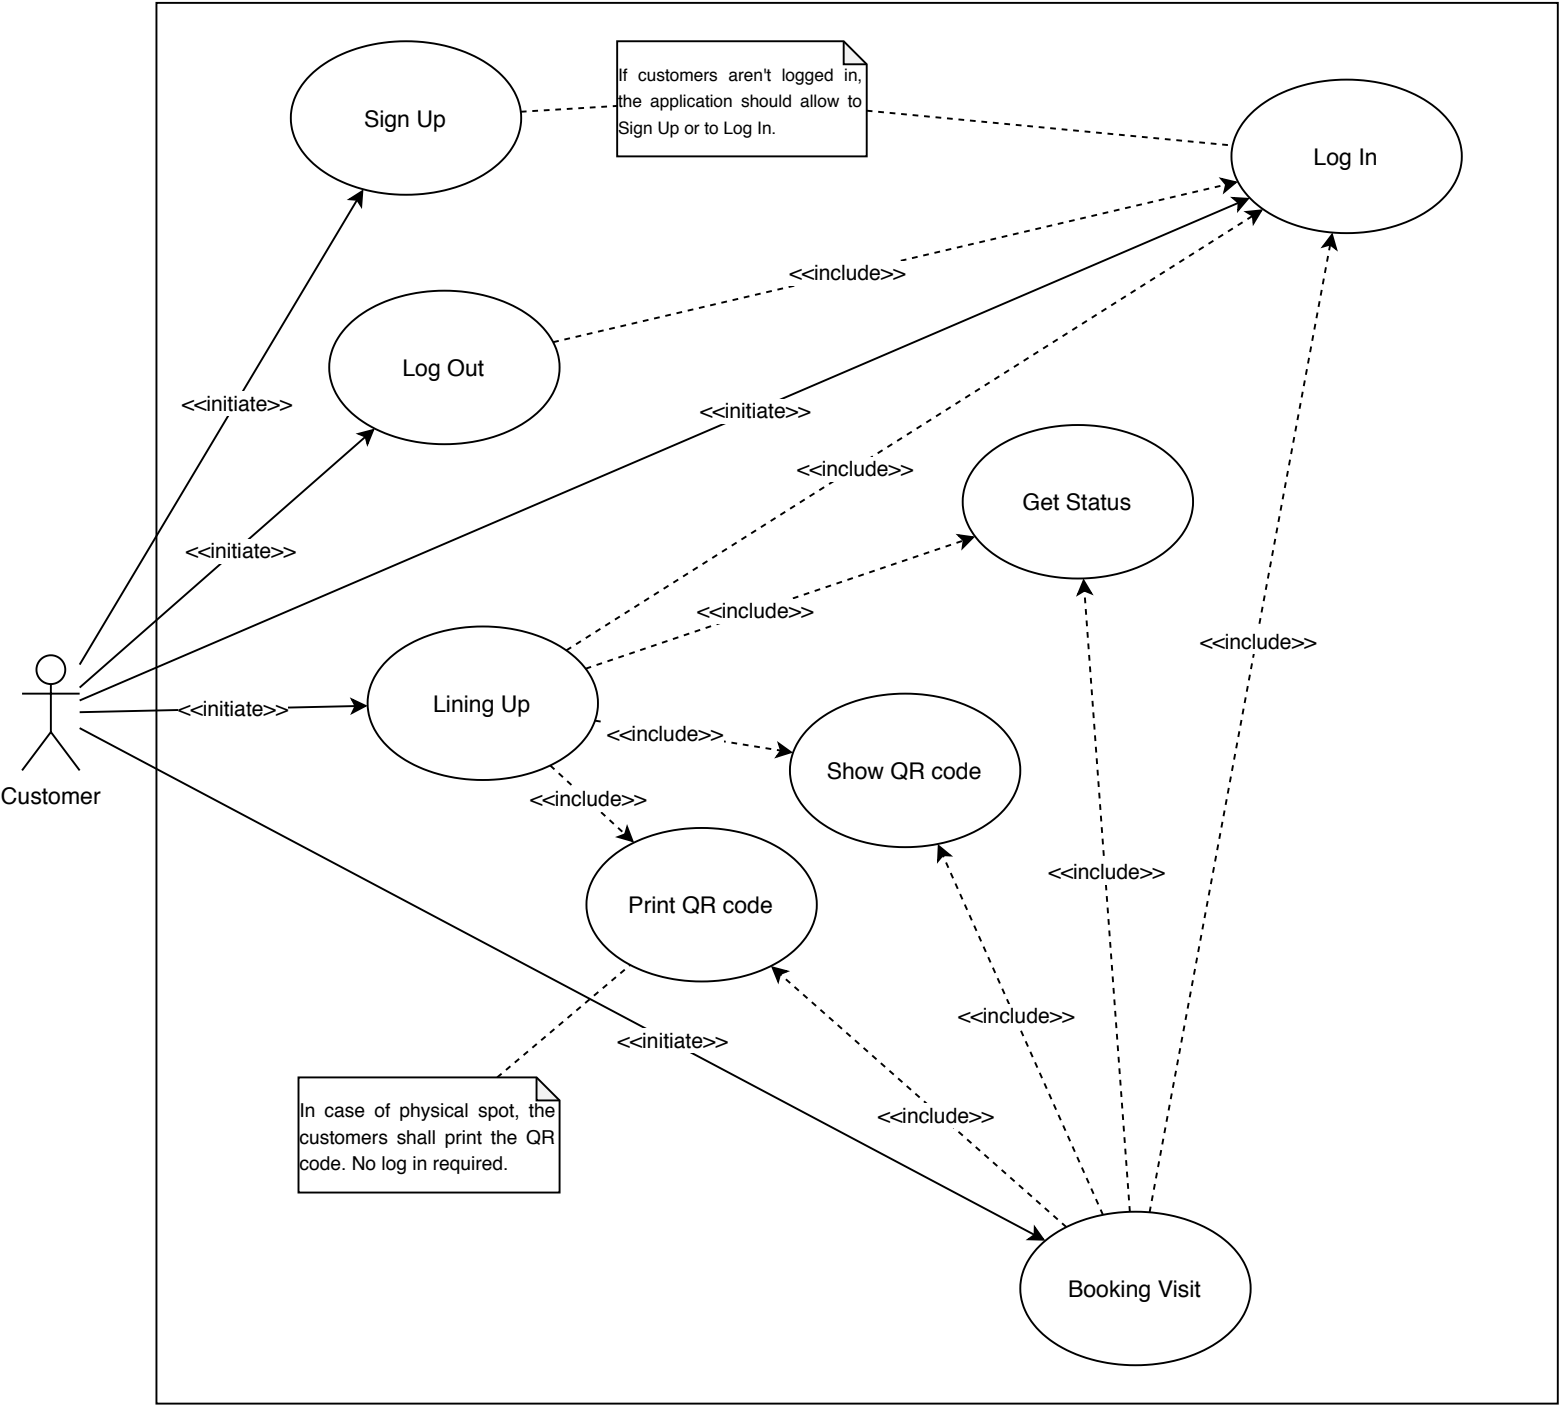 Sign Up
If customers aren't logged in,
the application should allow to
Sign Up or to Log In.
Log In
<<include>>
Log Out
<<initiate>>
<<initiate>>
<<include>>
Get Status
<<initiate>>
<<include>>
<<include>>
Lining Up
<<initiate>>
<<include>>
Show QR code
Customer
<<include>>
<<include>>
Print QR code
<<include>>
<<initiate>>
In case of physical spot, the
customers shall print the QR
code. No log in required.
<<include>>
Booking Visit